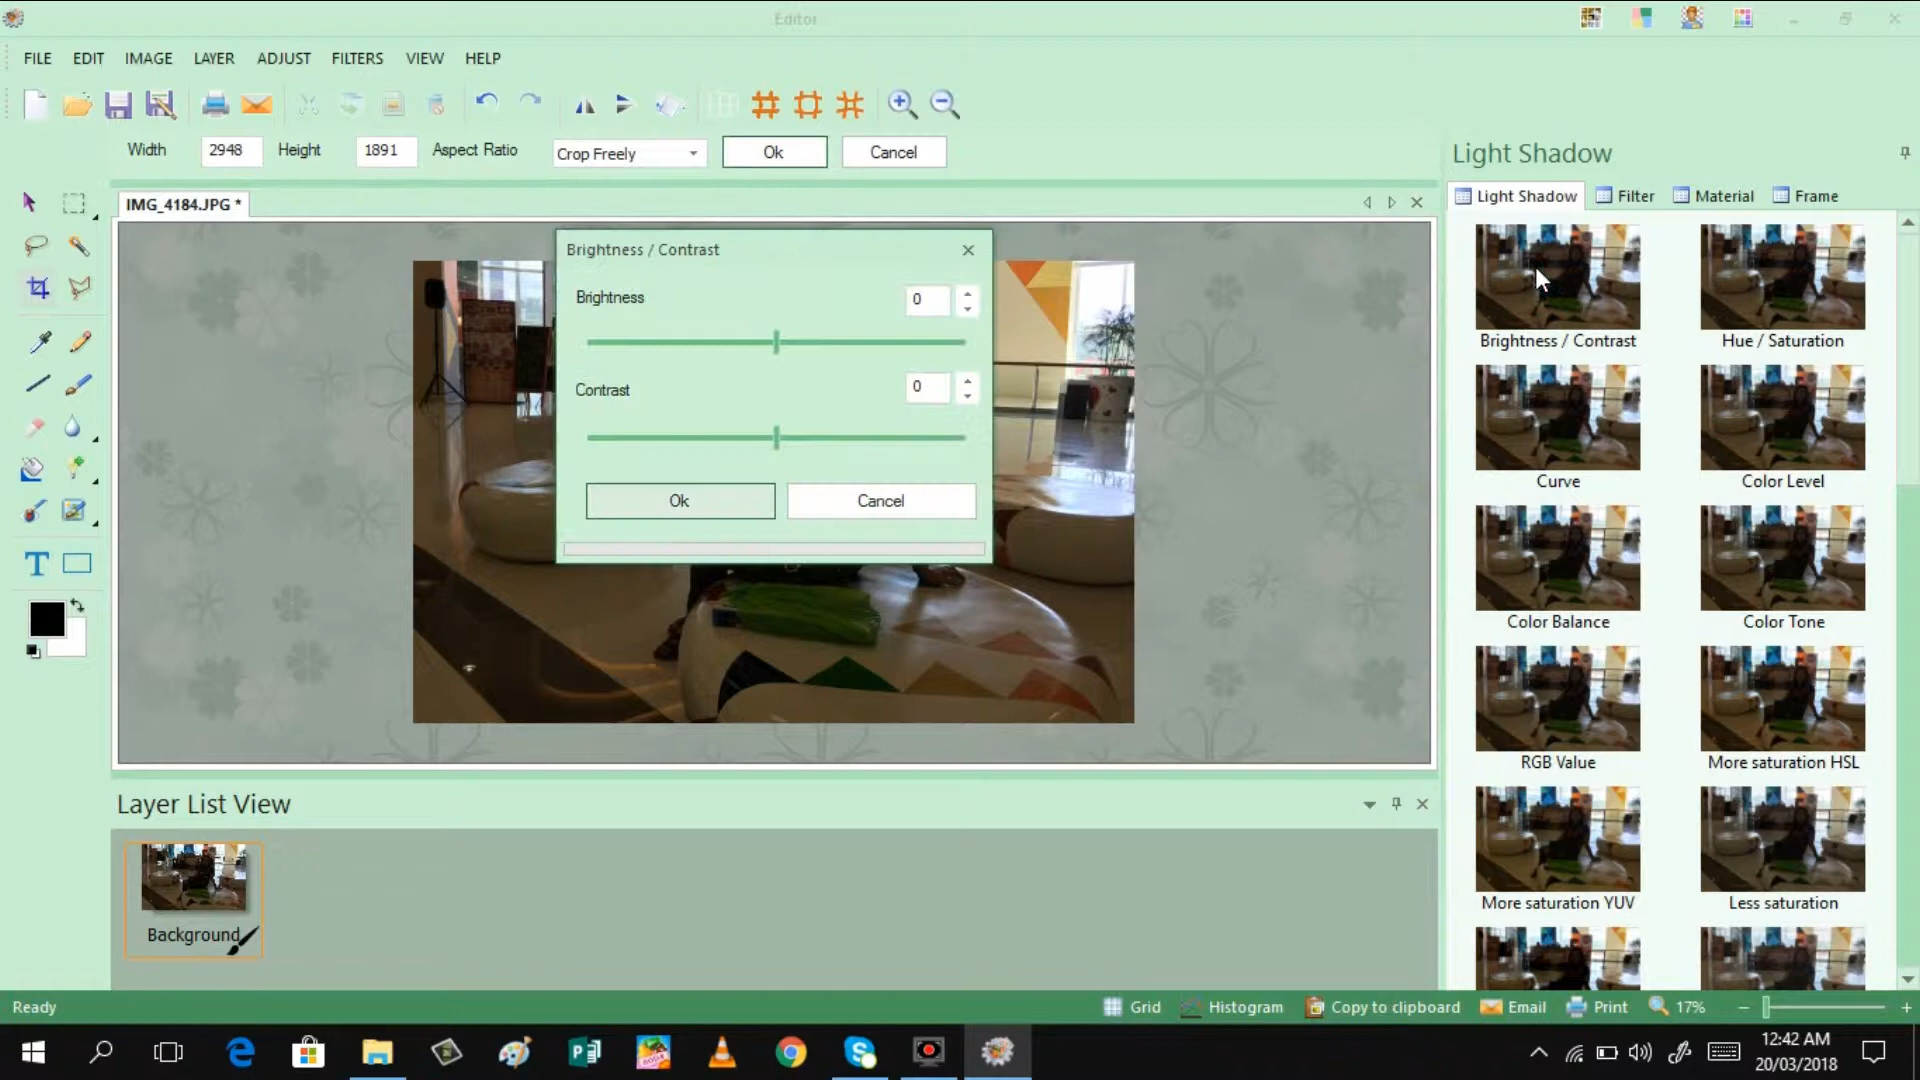 Editor
FILE EDIT IMAGE LAYER ADJUST FILTERS VIEW HELP
Width 2948 Height 1891 Aspect Ratio Crop Freely Ok Cancel
Light Shadow
IMG_4184.JPG *
Light Shadow Filter Material Frame
Brightness / Contrast
Brightness 0
Contrast 0
Ok Cancel
Brightness / Contrast Hue / Saturation
Curve Color Level
Color Balance Color Tone
RGB Value More saturation HSL
More saturation YUV Less saturation
Layer List View
Background
Ready Grid Histogram Copy to clipboard Email Print 17%
12:42 AM
20/03/2018